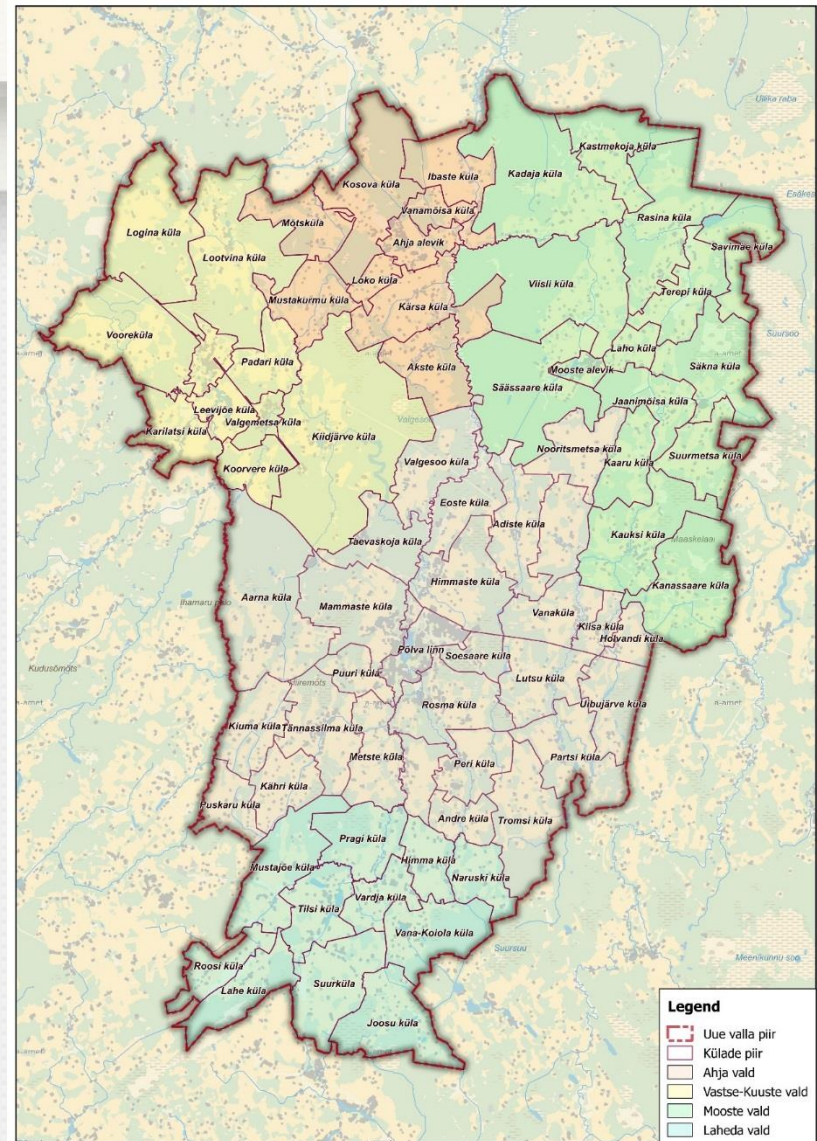 Ulika raba
Kastmekoja küla
Kadaja küla
Ibaste küla
Kosova küla
Vanamõisa küla
Rasina küla
Mõtsküla
Logina küla
Ahja alevik
Savimäe küla
Lootvina küla
Loko küla
Viisli küla
Terepi küla
Mustakurmu küla
Kärsa küla
Suursoo
Vooreküla
Laho küla
Padari küla
Akste küla
Mooste alevik
Säkna küla
Säässaare küla
Leevijõe küla
Jaanimõisa küla
Valgemetsa küla
Valgesoo
Karilatsi küla
Kiidjärve küla
Nooritsmetsa küla
Suurmetsa küla
Valgesoo küla
Kaaru küla
Koorvere küla
Eoste küla
Adiste küla
Kauksi küla
Taevaskoja küla
Kanassaare küla
Himmaste küla
Aarna küla
Mammaste küla
Vanaküla
Kiisa küla
Holvandi küla
Põlva linn
Soesaare küla
Kudusõmõts
Puuri küla
Lutsu küla
Rosma küla
Uibujärve küla
Kiuma küla
Tännassilma küla
Metste küla
Partsi küla
Peri küla
Kähri küla
Puskaru küla
Andre küla
Tromsi küla
Pragi küla
Himma küla
Mustajõe küla
Naruski küla
Vardja küla
Tilsi küla
Vana-Koiola küla
Suursuu
Meenikunnu soo
Roosi küla
Suurküla
Lahe küla
Joosu küla
Legend
Uue valla piir
Külade piir
Ahja vald
Vastse-Kuuste vald
Mooste vald
Laheda vald